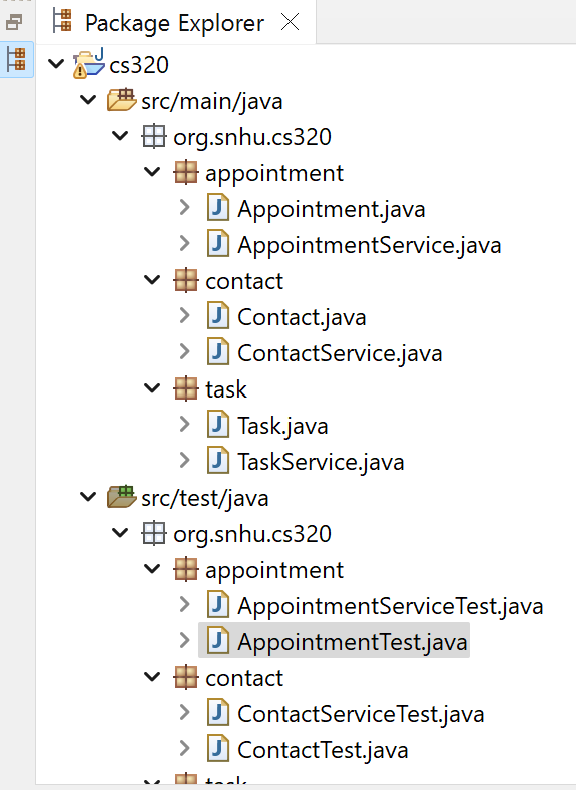 Package Explorer
cs320
src/main/java
org.snhu.cs320
appointment
Appointment.java
AppointmentService.java
contact
Contact.java
ContactService.java
task
Task.java
TaskService.java
src/test/java
org.snhu.cs320
appointment
AppointmentServiceTest.java
AppointmentTest.java
contact
ContactServiceTest.java
ContactTest.java
task